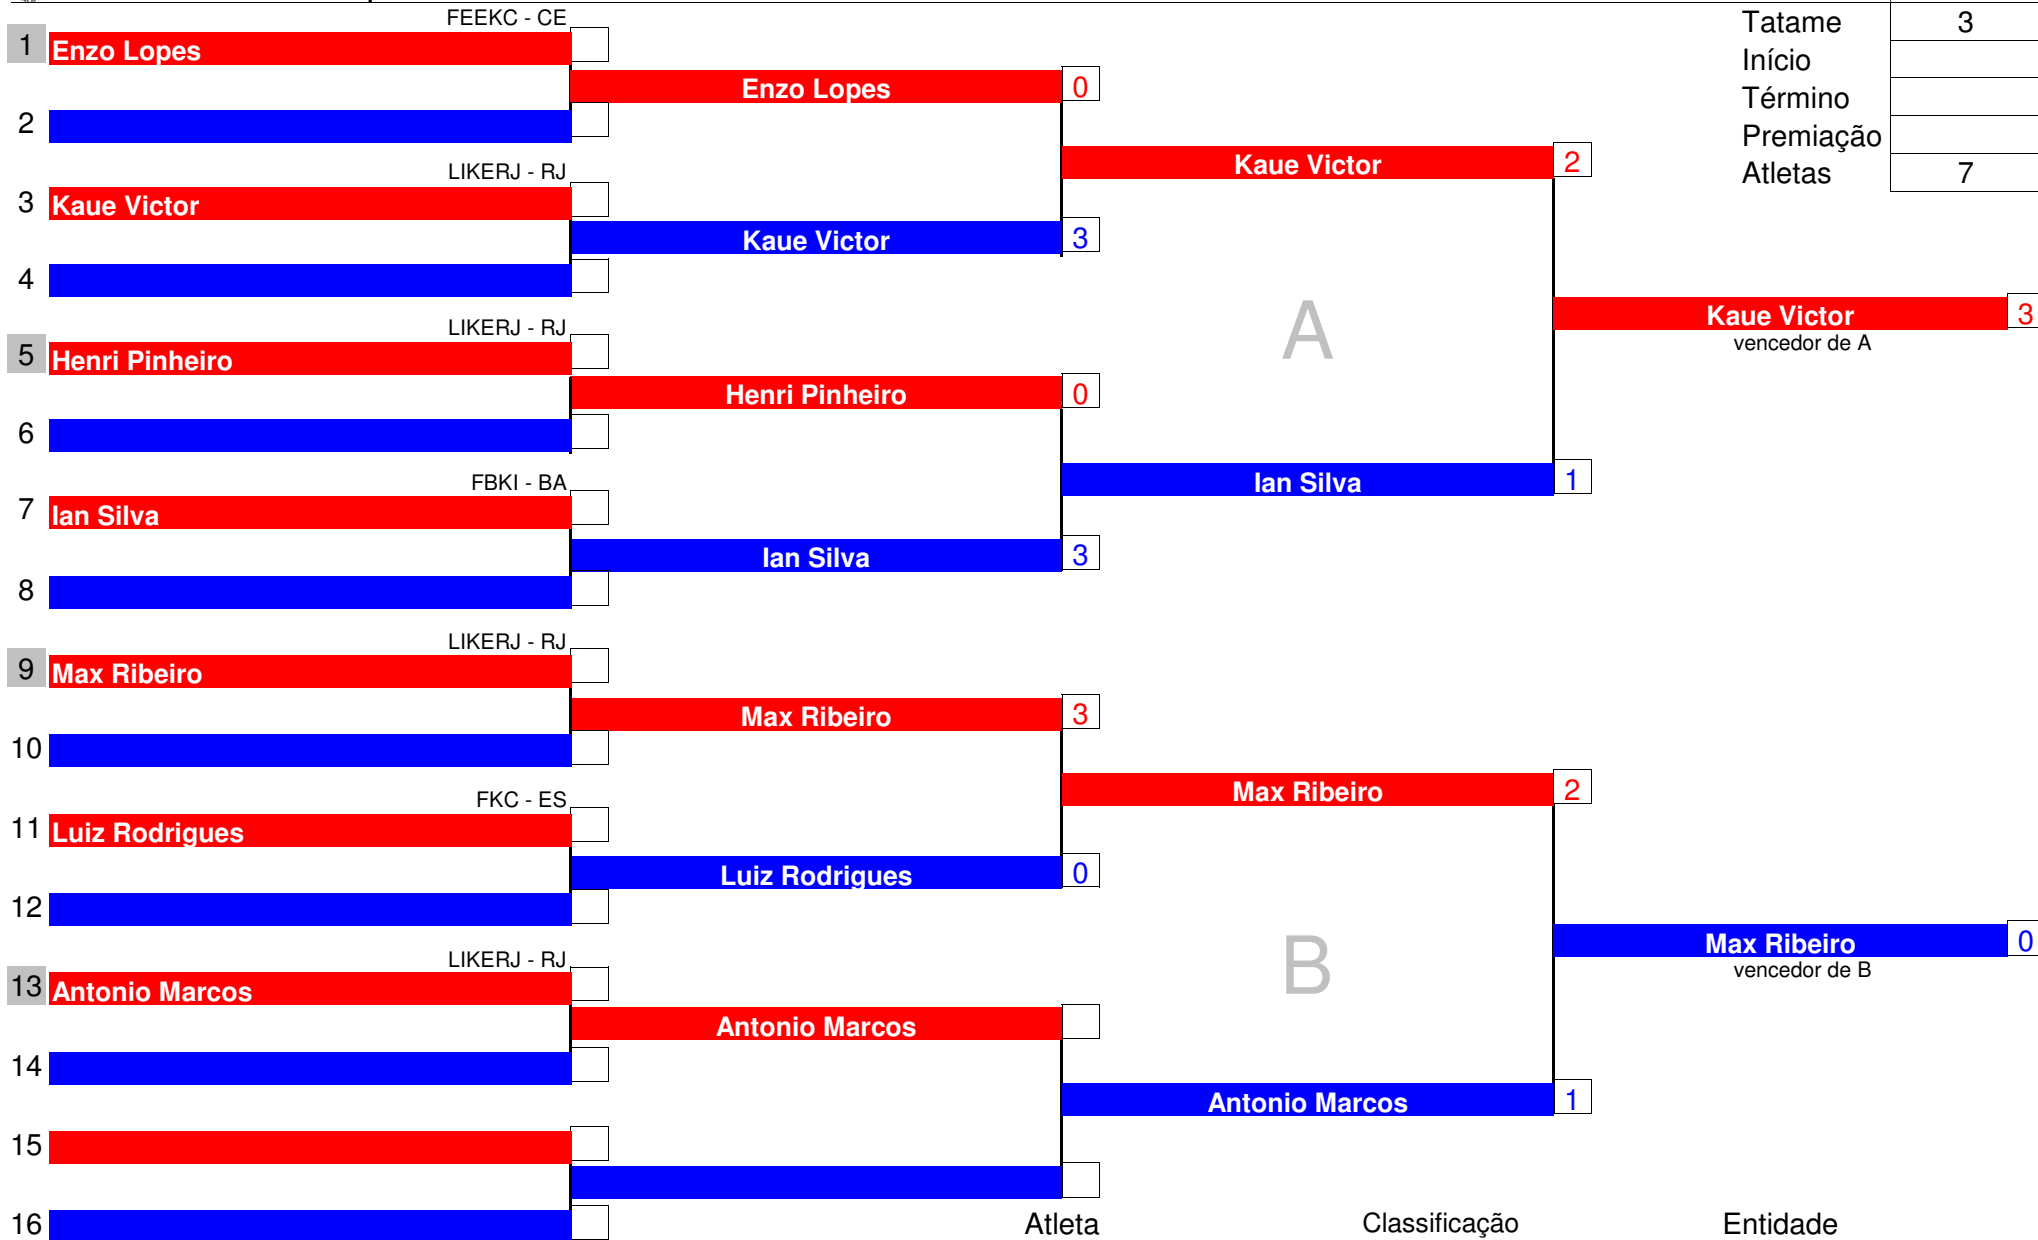 FEEKC - CE
Tatame 3
1 Enzo Lopes
Início
Enzo Lopes 0
Término
2
Premiação
Kaue Victor 2
LIKERJ - RJ
Atletas 7
3 Kaue Victor
Kaue Victor 3
4
A
Kaue Victor 3
LIKERJ - RJ
vencedor de A
5 Henri Pinheiro
Henri Pinheiro 0
6
FBKI - BA
Ian Silva 1
7 Ian Silva
Ian Silva 3
8
LIKERJ - RJ
9 Max Ribeiro
Max Ribeiro 3
10
Max Ribeiro 2
FKC - ES
11 Luiz Rodrigues
Luiz Rodrigues 0
12
Max Ribeiro 0
LIKERJ - RJ
B
vencedor de B
13 Antonio Marcos
Antonio Marcos
14
Antonio Marcos 1
15
16
Atleta Classificação Entidade